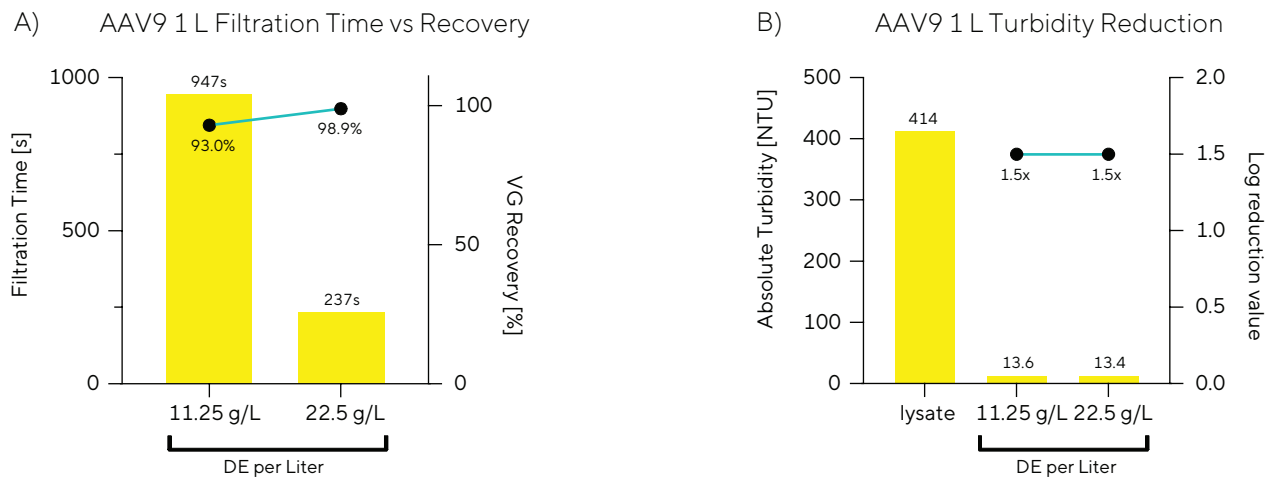 A) AAV9 1 L Filtration Time vs Recovery
Filtration Time [s]
1000
500
0
947s
93.0%
98.9%
237s
100
50
0
VG Recovery [%]
11.25 g/L 22.5 g/L
DE per Liter
B) AAV9 1 L Turbidity Reduction
Absolute Turbidity [NTU]
500
400
300
200
100
0
414
1.5x 1.5x
13.6 13.4
2.0
1.5
1.0
0.5
0.0
Log reduction value
lysate 11.25 g/L 22.5 g/L
DE per Liter